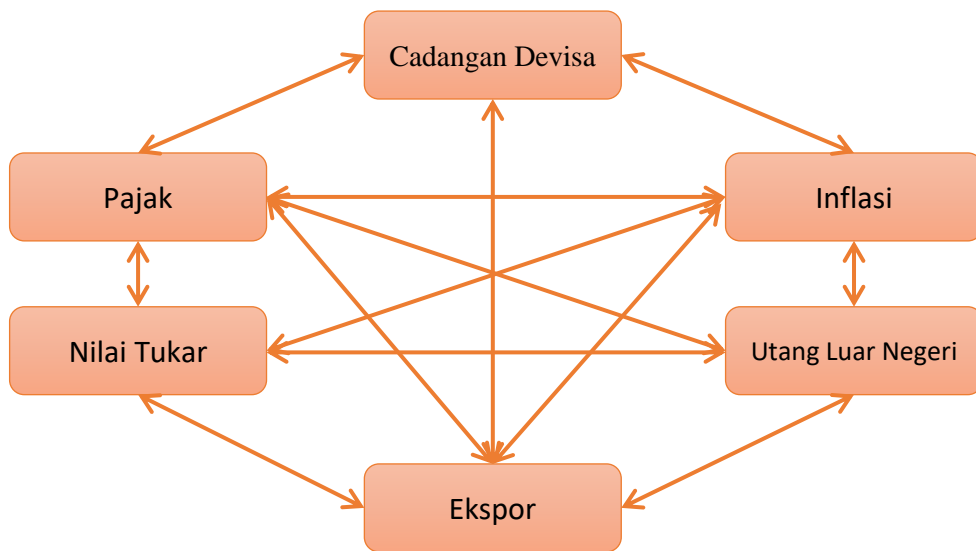 Cadangan Devisa
Pajak
Inflasi
Nilai Tukar
Utang Luar Negeri
Ekspor